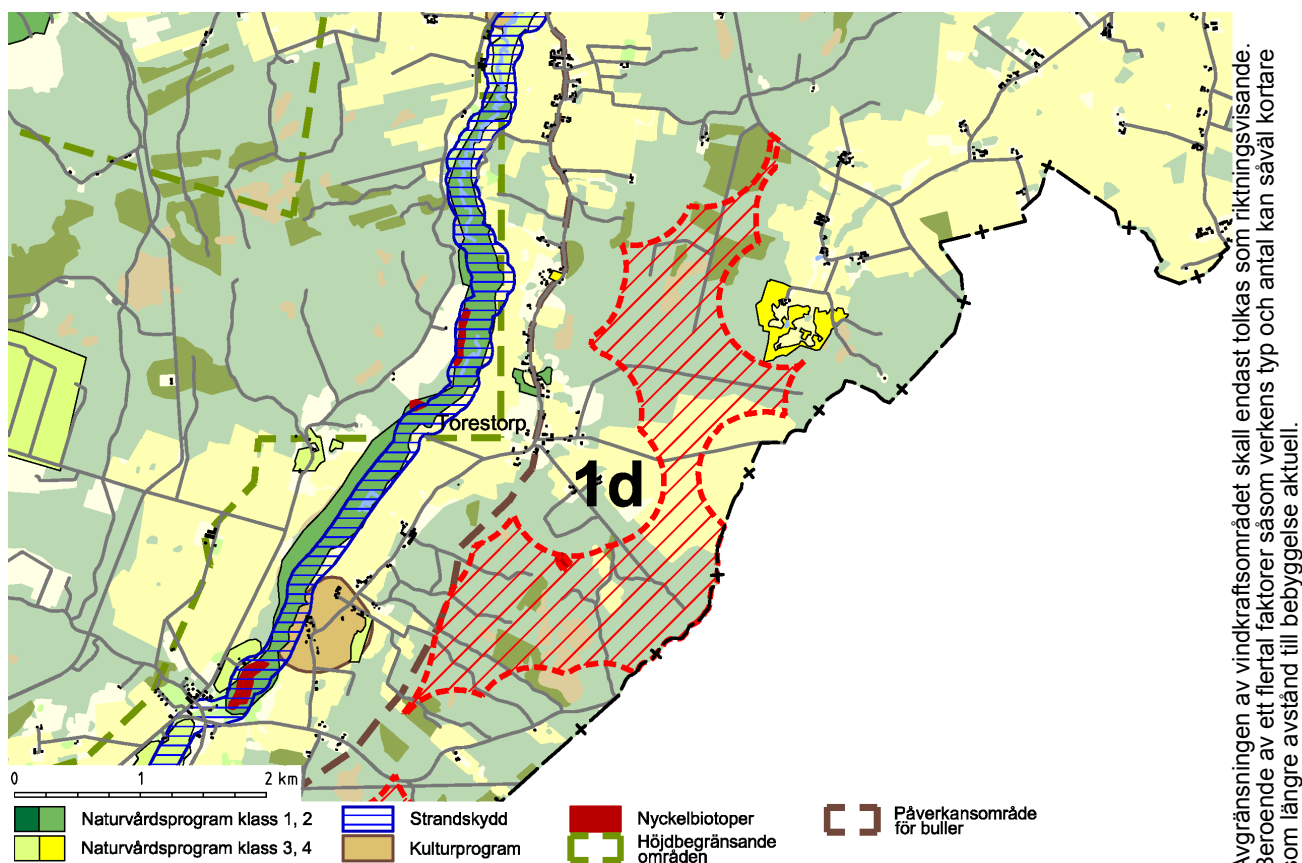 Torestorp
1d
0 1 2 km
Naturvårdsprogram klass 1, 2
Naturvårdsprogram klass 3, 4
Strandskydd
Kulturprogram
Nyckelbiotoper
Höjdbegränsande
områden
Påverkansområde
för buller
Avgränsningen av vindkraftsområdet skall endast tolkas som riktningsvisande.
Beroende av ett flertal faktorer såsom verkens typ och antal kan såväl kortare
som längre avstånd till bebyggelse aktuell.